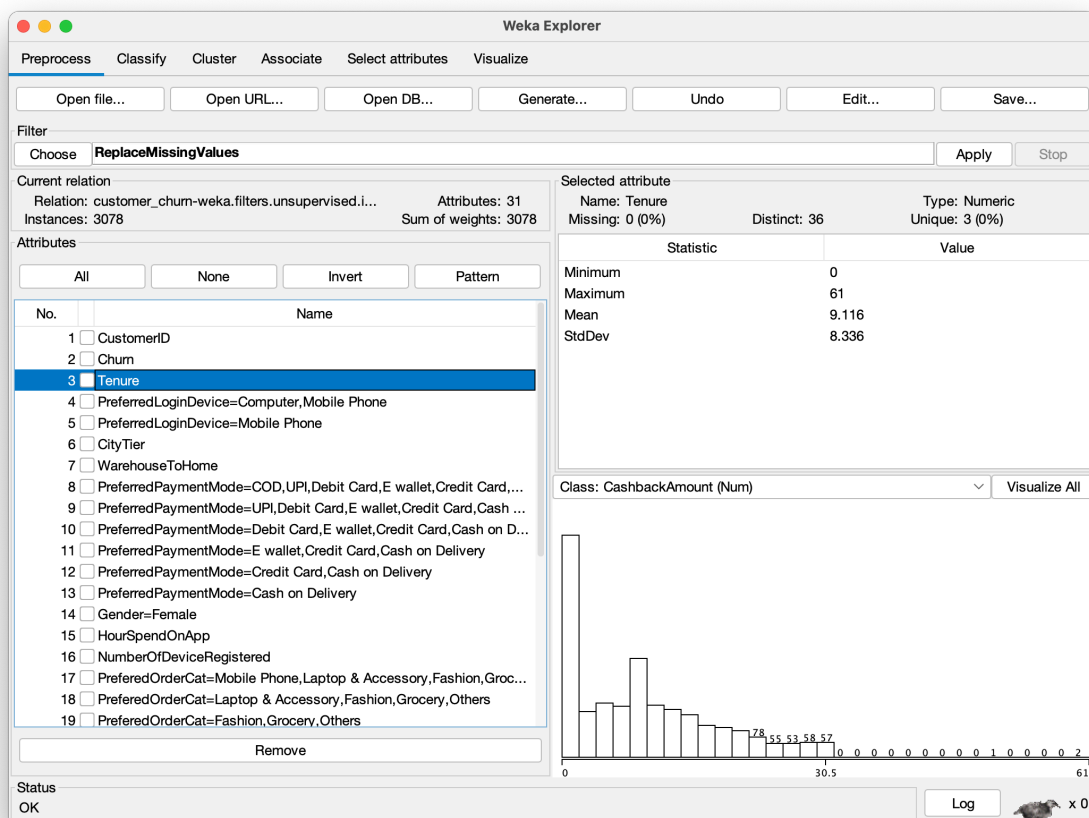 Weka Explorer
Preprocess Classify Cluster Associate Select attributes Visualize
Open file... Open URL... Open DB... Generate... Undo Edit... Save...
Filter
Choose ReplaceMissingValues Apply Stop
Current relation
Relation: customer_churn-weka.filters.unsupervised.i... Attributes: 31
Instances: 3078 Sum of weights: 3078
Attributes
All None Invert Pattern
No. Name
1 CustomerID
2 Churn
3 Tenure
4 PreferredLoginDevice=Computer,Mobile Phone
5 PreferredLoginDevice=Mobile Phone
6 CityTier
7 WarehouseToHome
8 PreferredPaymentMode=COD,UPI,Debit Card,E wallet,Credit Card,...
9 PreferredPaymentMode=UPI,Debit Card,E wallet,Credit Card,Cash ...
10 PreferredPaymentMode=Debit Card,E wallet,Credit Card,Cash on D...
11 PreferredPaymentMode=E wallet,Credit Card,Cash on Delivery
12 PreferredPaymentMode=Credit Card,Cash on Delivery
13 PreferredPaymentMode=Cash on Delivery
14 Gender=Female
15 HourSpendOnApp
16 NumberOfDeviceRegistered
17 PreferedOrderCat=Mobile Phone,Laptop & Accessory,Fashion,Groc...
18 PreferedOrderCat=Laptop & Accessory,Fashion,Grocery,Others
19 PreferedOrderCat=Fashion,Grocery,Others
Remove
Selected attribute
Name: Tenure Type: Numeric
Missing: 0 (0%) Distinct: 36 Unique: 3 (0%)
Statistic Value
Minimum 0
Maximum 61
Mean 9.116
StdDev 8.336
Class: CashbackAmount (Num) Visualize All
78 55 53 58 57 0 0 0 0 0 0 0 0 0 1 0 0 0 0 2
0 30.5 61
Status
OK
Log x 0